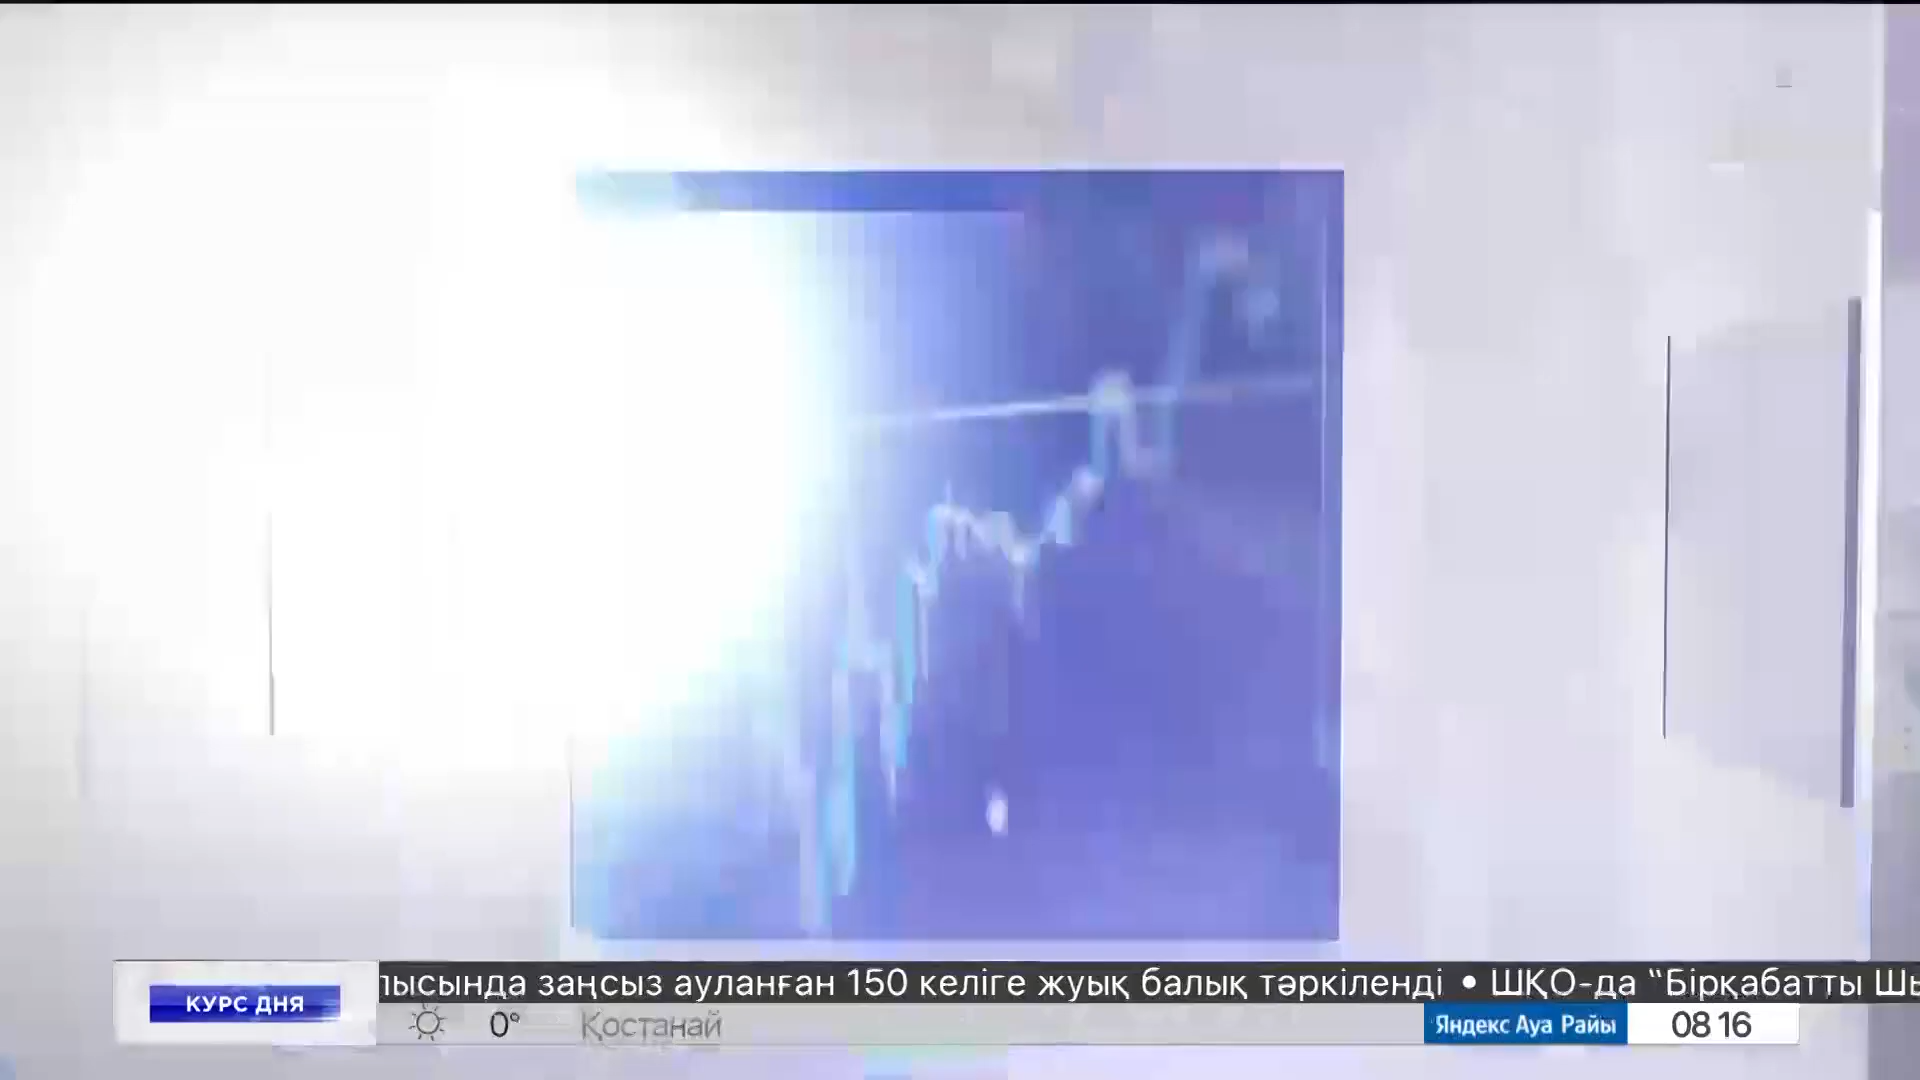 лысында заңсыз ауланған 150 келіге жуық балық тәркіленді • ШҚО-да “Бірқабатты Шы
КУРС ДНЯ
0° Қостанай
Яндекс Ауа Райы
08 16